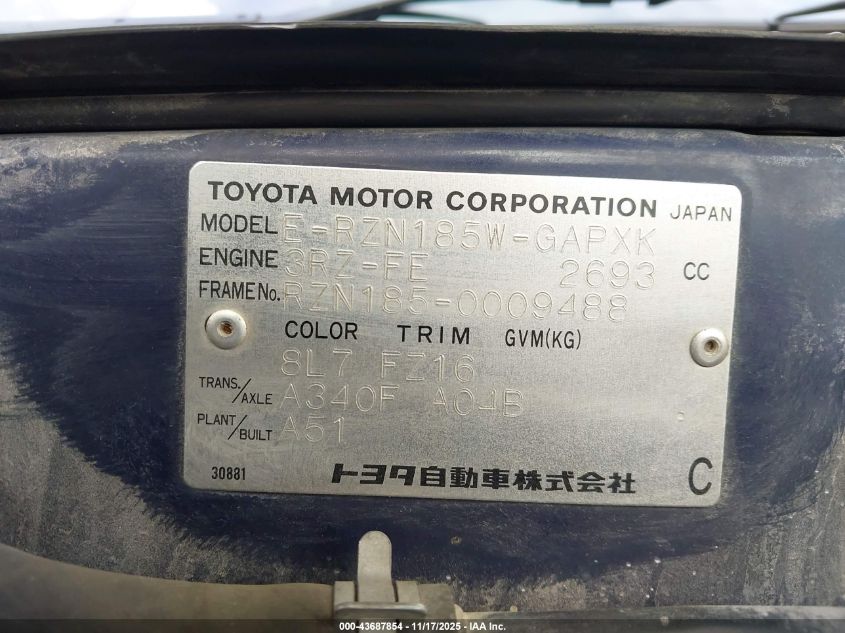 TOYOTA MOTOR CORPORATION JAPAN
MODEL E-RZN185W-GAPXK
ENGINE 3RZ-FE 2693 CC
FRAME No. RZN185-0009488
COLOR TRIM GVM(KG)
8L7 FZ16
TRANS./AXLE A340F A04B
PLANT/BUILT A51
30881 トヨタ自動車株式会社 C
000-43687854 - 11/17/2025 - IAA Inc.